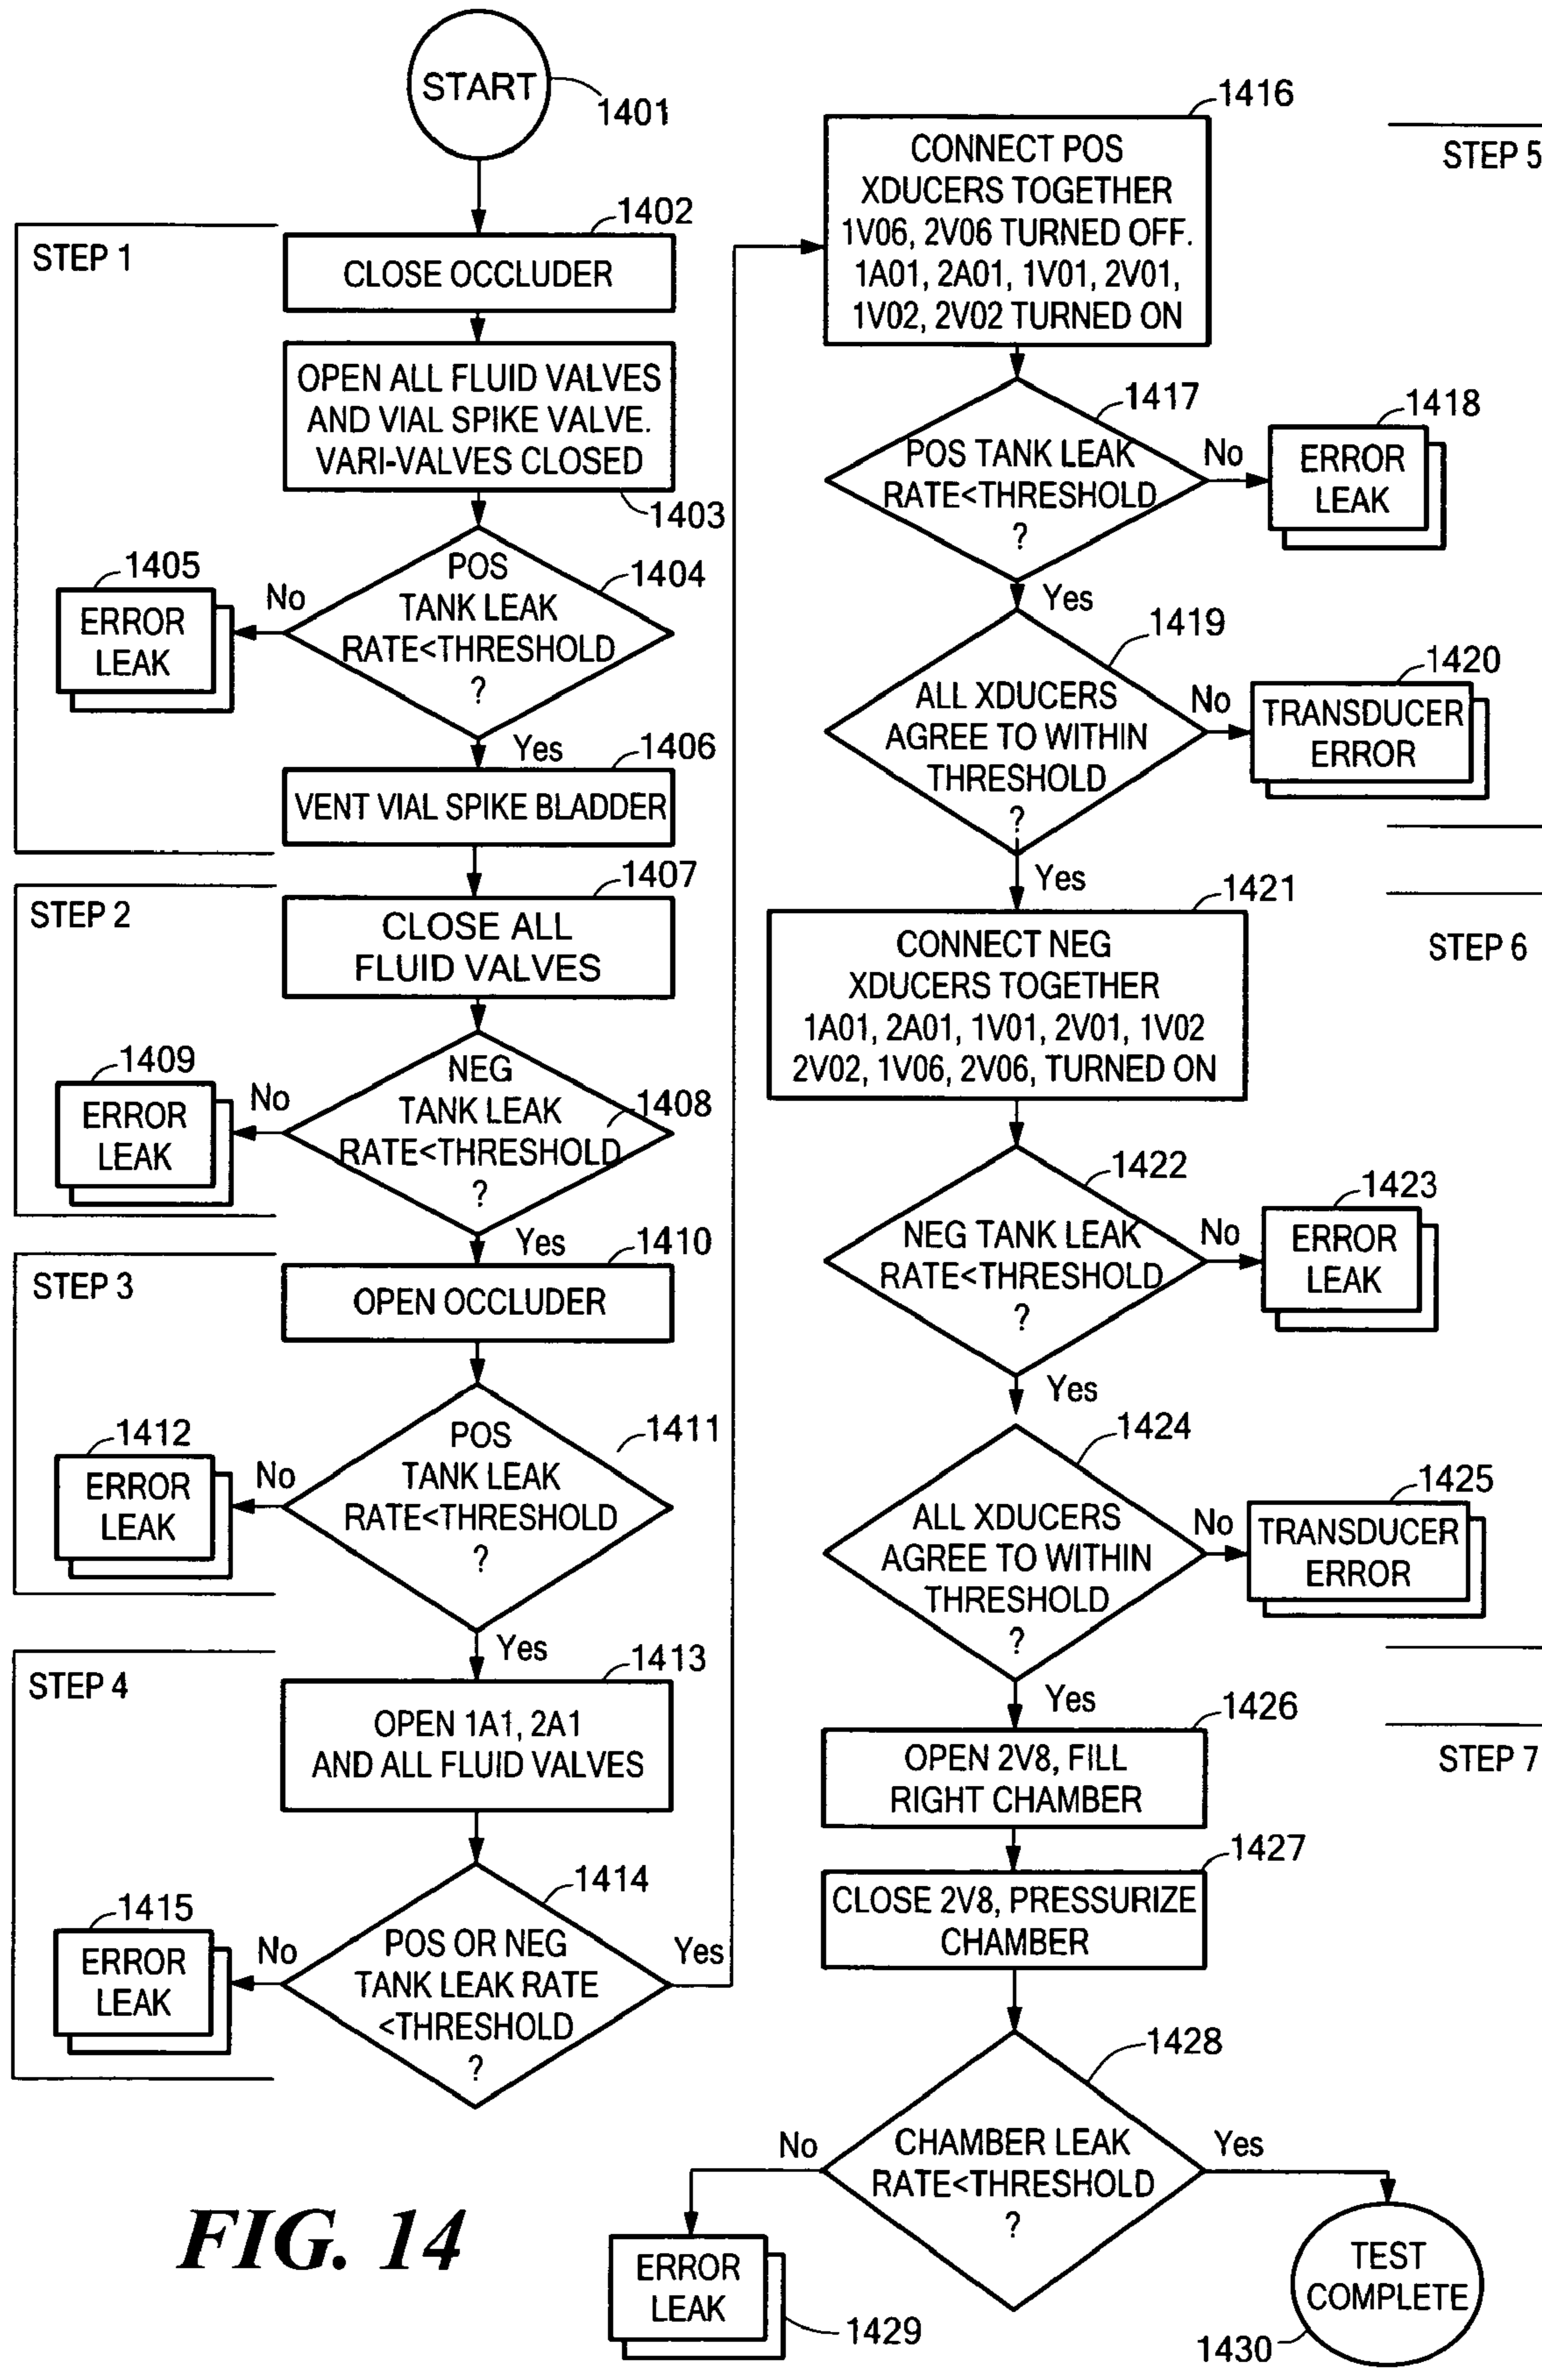 START
1401
STEP 1
1402
CLOSE OCCLUDER
OPEN ALL FLUID VALVES
AND VIAL SPIKE VALVE.
VARI-VALVES CLOSED
1403
POS
TANK LEAK
RATE<THRESHOLD
?
1404
No
1405
ERROR
LEAK
Yes
1406
VENT VIAL SPIKE BLADDER
STEP 2
1407
CLOSE ALL
FLUID VALVES
NEG
TANK LEAK
RATE<THRESHOLD
?
1408
No
1409
ERROR
LEAK
Yes
STEP 3
1410
OPEN OCCLUDER
POS
TANK LEAK
RATE<THRESHOLD
?
1411
No
1412
ERROR
LEAK
Yes
STEP 4
1413
OPEN 1A1, 2A1
AND ALL FLUID VALVES
1414
POS OR NEG
TANK LEAK RATE
<THRESHOLD
?
No
1415
ERROR
LEAK
Yes
STEP 5
1416
CONNECT POS
XDUCERS TOGETHER
1V06, 2V06 TURNED OFF.
1A01, 2A01, 1V01, 2V01,
1V02, 2V02 TURNED ON
1417
POS TANK LEAK
RATE<THRESHOLD
?
No
1418
ERROR
LEAK
Yes
1419
ALL XDUCERS
AGREE TO WITHIN
THRESHOLD
?
No
1420
TRANSDUCER
ERROR
Yes
STEP 6
1421
CONNECT NEG
XDUCERS TOGETHER
1A01, 2A01, 1V01, 2V01, 1V02
2V02, 1V06, 2V06, TURNED ON
1422
NEG TANK LEAK
RATE<THRESHOLD
?
No
1423
ERROR
LEAK
Yes
1424
ALL XDUCERS
AGREE TO WITHIN
THRESHOLD
?
No
1425
TRANSDUCER
ERROR
Yes
STEP 7
1426
OPEN 2V8, FILL
RIGHT CHAMBER
1427
CLOSE 2V8, PRESSURIZE
CHAMBER
1428
CHAMBER LEAK
RATE<THRESHOLD
?
No
ERROR
LEAK
1429
Yes
TEST
COMPLETE
1430
FIG. 14